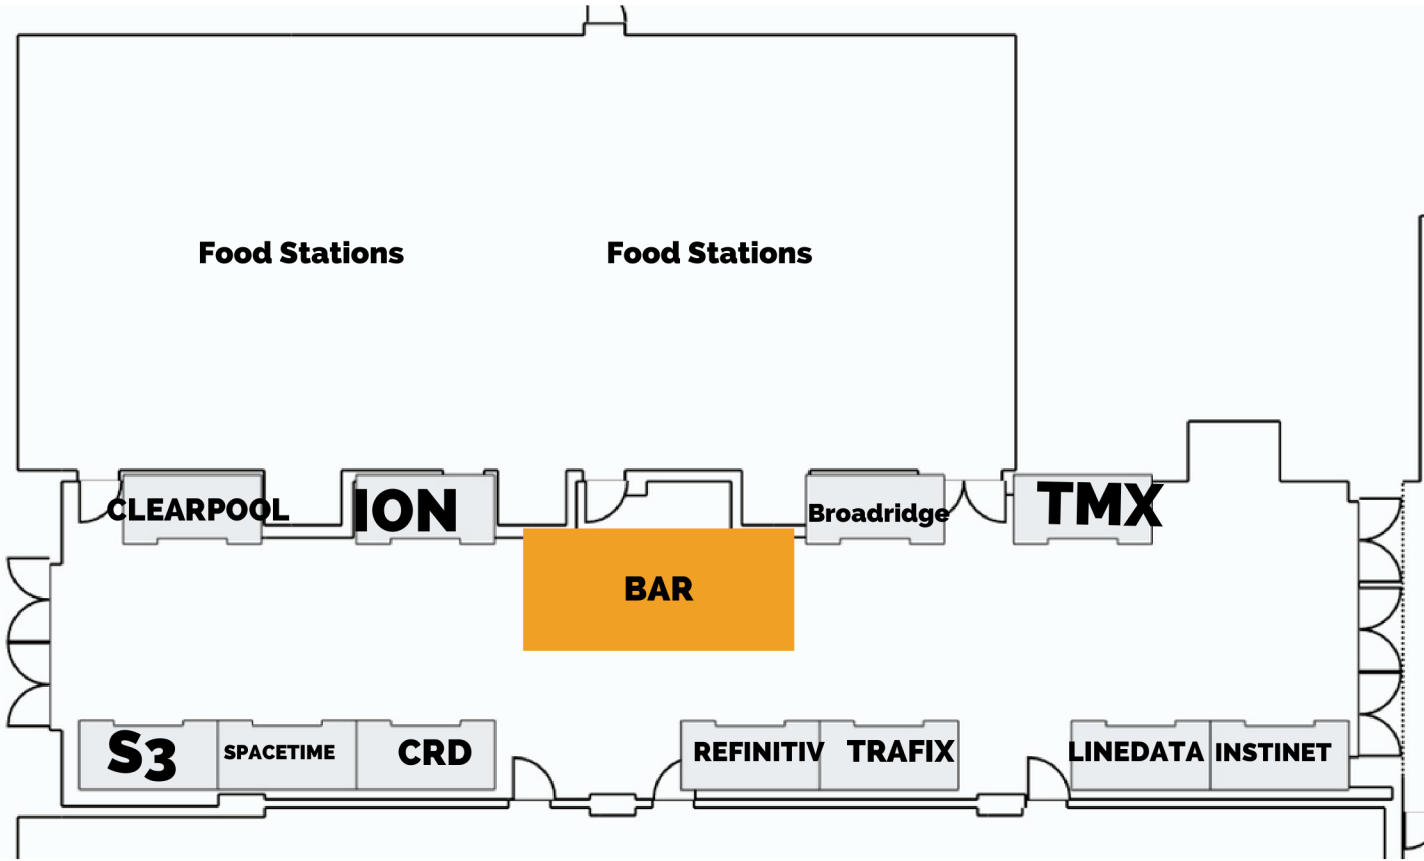 Food Stations
Food Stations
CLEARPOOL
ION
Broadridge
TMX
BAR
S3
SPACETIME
CRD
REFINITIV
TRAFIX
LINEDATA
INSTINET